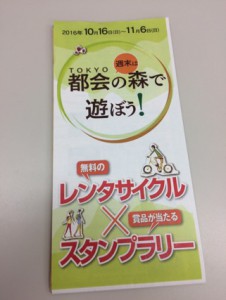 2016年 10月16日(日)〜11月6日(日)
週末は
TOKYO
都会の森で
遊ぼう！
無料の
レンタサイクル
×
賞品が当たる
スタンプラリー